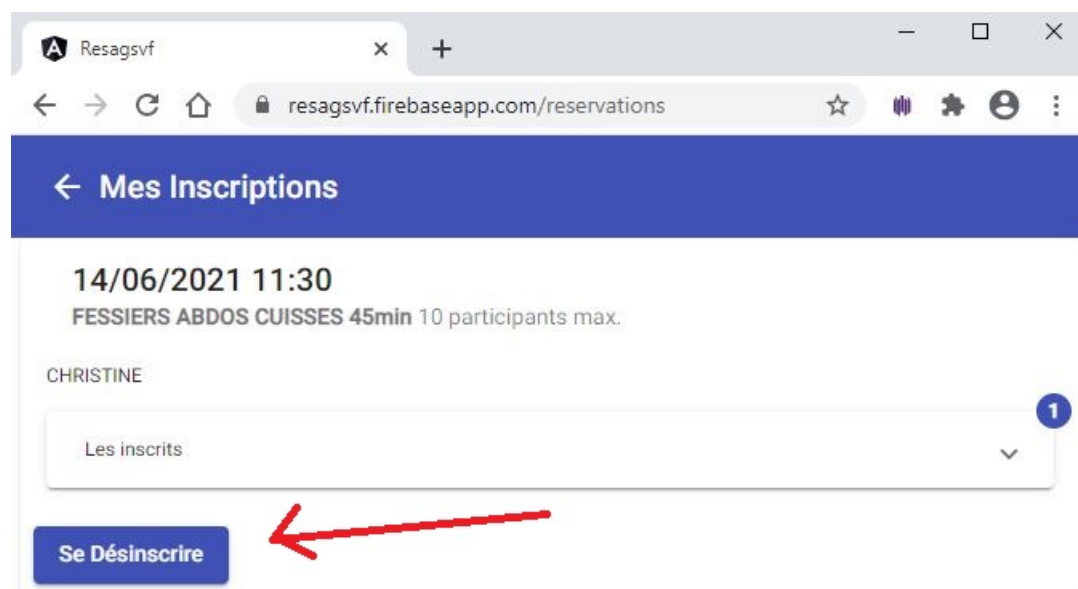 Resagsvf
resagsvf.firebaseapp.com/reservations
Mes Inscriptions
14/06/2021 11:30
FESSIERS ABDOS CUISSES 45min 10 participants max.
CHRISTINE
1
Les inscrits
Se Désinscrire